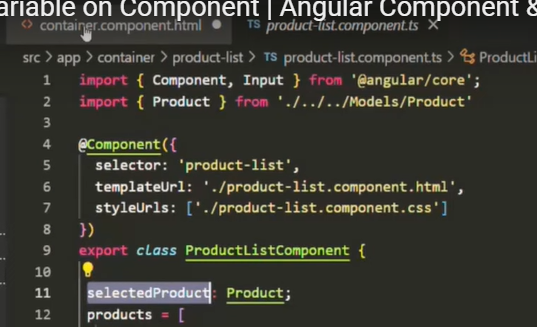 ariable on Component | Angular Component &
<> container.component.html ● TS product-list.component.ts ×
src > app > container > product-list > TS product-list.component.ts > ProductLi
1 import { Component, Input } from '@angular/core';
2 import { Product } from './../../Models/Product'
3
4 @Component({
5 selector: 'product-list',
6 templateUrl: './product-list.component.html',
7 styleUrls: ['./product-list.component.css']
8 })
9 export class ProductListComponent {
10
11 selectedProduct: Product;
12 products = [